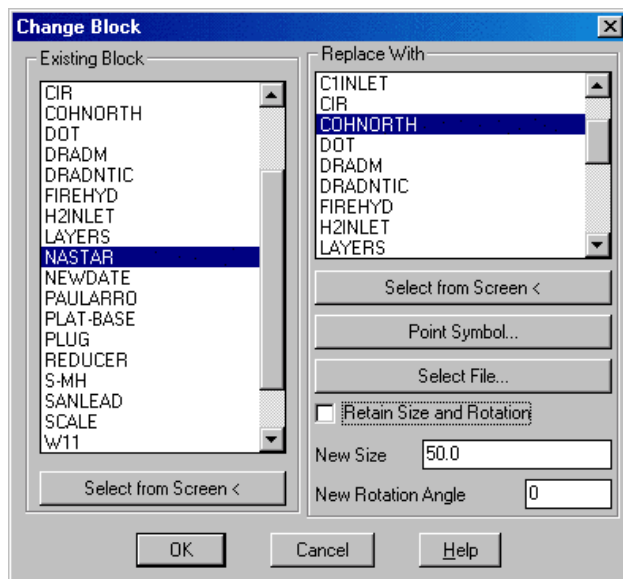 Change Block
Existing Block
CIR
COHNORTH
DOT
DRADM
DRADNTIC
FIREHYD
H2INLET
LAYERS
NASTAR
NEWDATE
PAULARRO
PLAT-BASE
PLUG
REDUCER
S-MH
SANLEAD
SCALE
W11
Select from Screen <
Replace With
C1INLET
CIR
COHNORTH
DOT
DRADM
DRADNTIC
FIREHYD
H2INLET
LAYERS
Select from Screen <
Point Symbol...
Select File...
Retain Size and Rotation
New Size 50.0
New Rotation Angle 0
OK Cancel Help